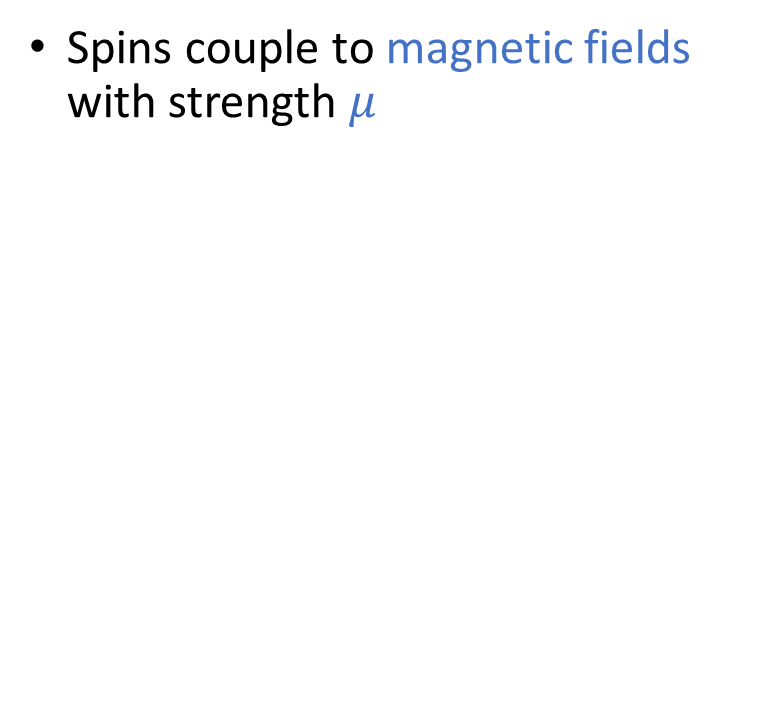 • Spins couple to magnetic fields
with strength 𝜇